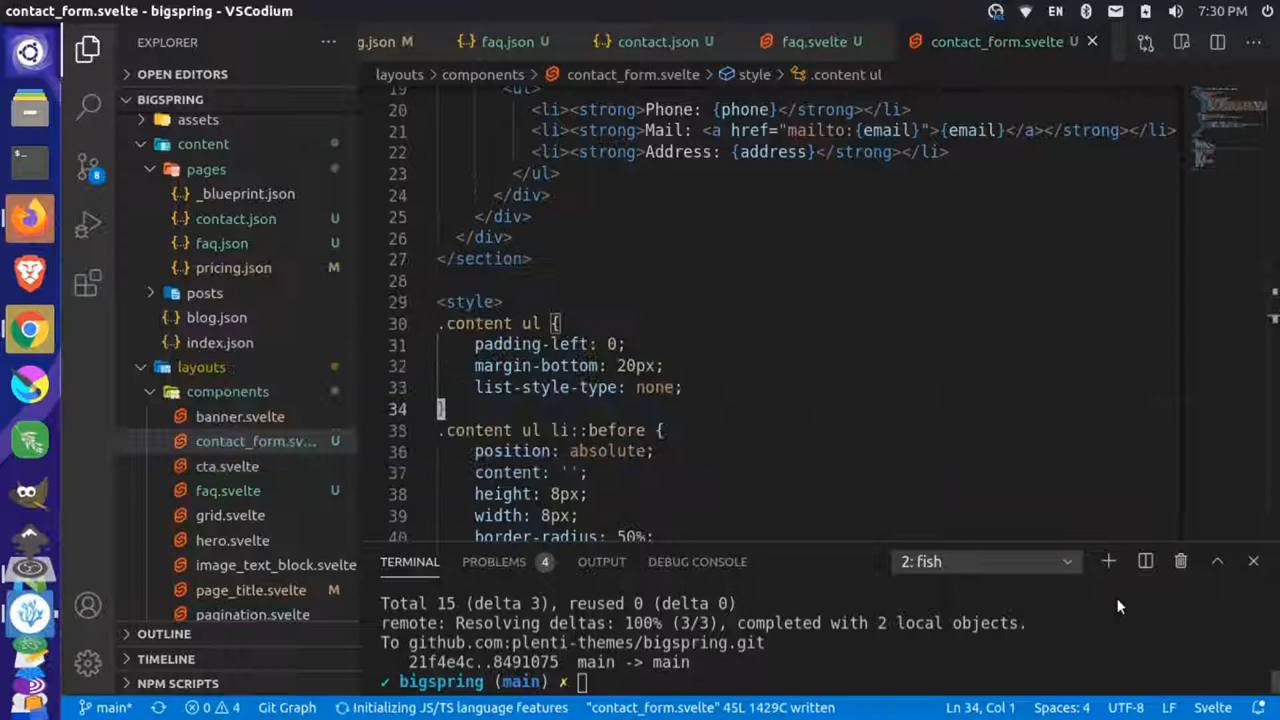 contact_form.svelte - bigspring - VSCodium
EN
7:30 PM
EXPLORER
g.json M
faq.json U
contact.json U
faq.svelte U
contact_form.svelte U
OPEN EDITORS
layouts > components > contact_form.svelte > style > .content ul
BIGSPRING
assets
content
pages
_blueprint.json
contact.json U
faq.json U
pricing.json M
posts
blog.json
index.json
layouts
components
banner.svelte
contact_form.sv... U
cta.svelte
faq.svelte U
grid.svelte
hero.svelte
image_text_block.svelte
page_title.svelte M
pagination.svelte
OUTLINE
TIMELINE
NPM SCRIPTS
8
19 <ul>
20 <li><strong>Phone: {phone}</strong></li>
21 <li><strong>Mail: <a href="mailto:{email}">{email}</a></strong></li>
22 <li><strong>Address: {address}</strong></li>
23 </ul>
24 </div>
25 </div>
26 </div>
27 </section>
28
29 <style>
30 .content ul {
31 padding-left: 0;
32 margin-bottom: 20px;
33 list-style-type: none;
34 }
35 .content ul li::before {
36 position: absolute;
37 content: '';
38 height: 8px;
39 width: 8px;
40 border-radius: 50%;
TERMINAL PROBLEMS 4 OUTPUT DEBUG CONSOLE 2: fish
Total 15 (delta 3), reused 0 (delta 0)
remote: Resolving deltas: 100% (3/3), completed with 2 local objects.
To github.com:plenti-themes/bigspring.git
21f4e4c..8491075 main -> main
✓ bigspring (main) ✗
main* 0 4 Git Graph Initializing JS/TS language features "contact_form.svelte" 45L 1429C written Ln 34, Col 1 Spaces: 4 UTF-8 LF Svelte